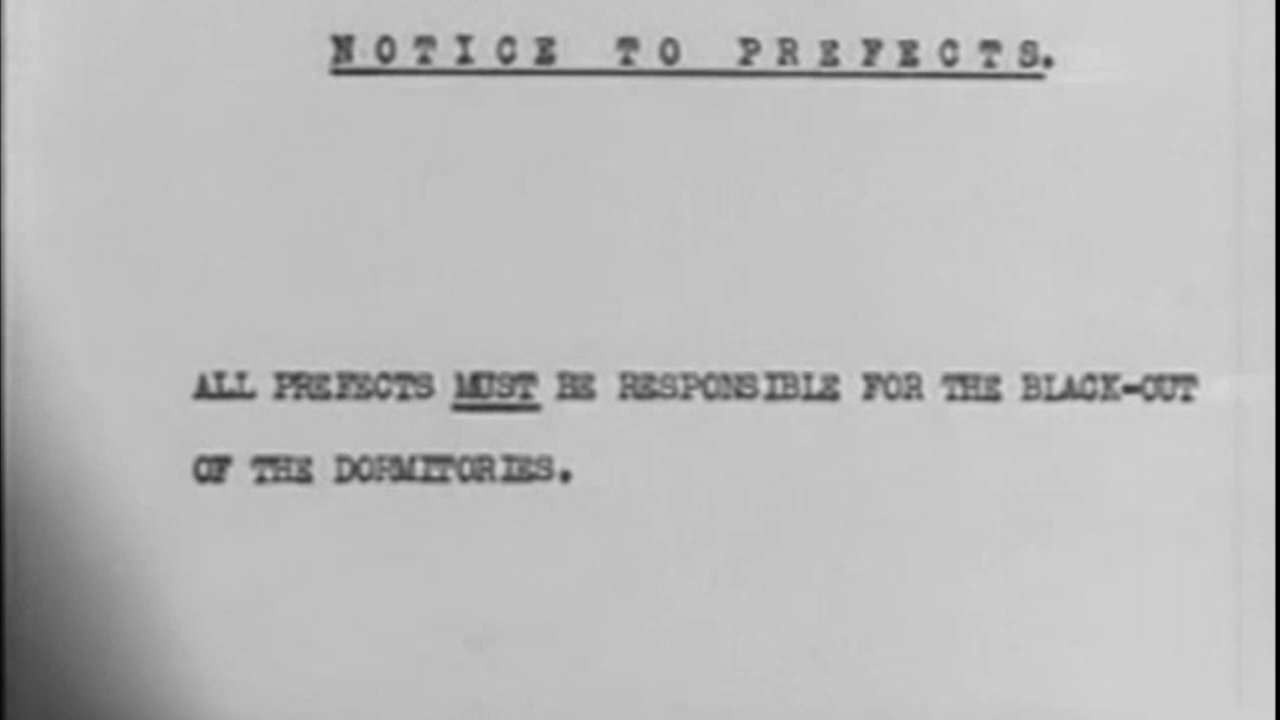 NOTICE TO PREFECTS.
ALL PREFECTS MUST BE RESPONSIBLE FOR THE BLACK-OUT
OF THE DORMITORIES.